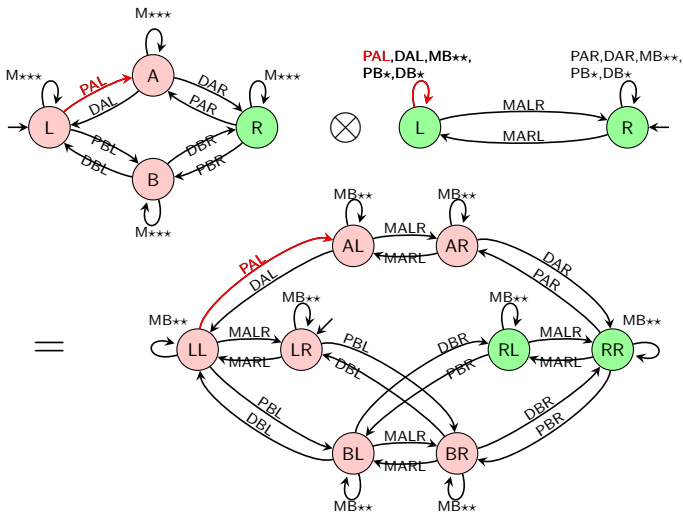 M⋆⋆⋆
PAL,DAL,MB⋆⋆,
PB⋆,DB⋆
PAR,DAR,MB⋆⋆,
PB⋆,DB⋆
M⋆⋆⋆
PAL
A
DAR
M⋆⋆⋆
DAL
PAR
MALR
L
R
⊗
L
R
PBL
DBR
MARL
DBL
PBR
B
M⋆⋆⋆
MB⋆⋆
MB⋆⋆
PAL
AL
MALR
AR
DAR
MARL
DAL
PAR
MB⋆⋆
MB⋆⋆
MB⋆⋆
MB⋆⋆
MALR
PBL
DBR
MALR
=
LL
LR
RL
RR
MARL
DBL
PBR
MARL
PBL
DBR
DBL
MALR
PBR
BL
BR
MARL
MB⋆⋆
MB⋆⋆